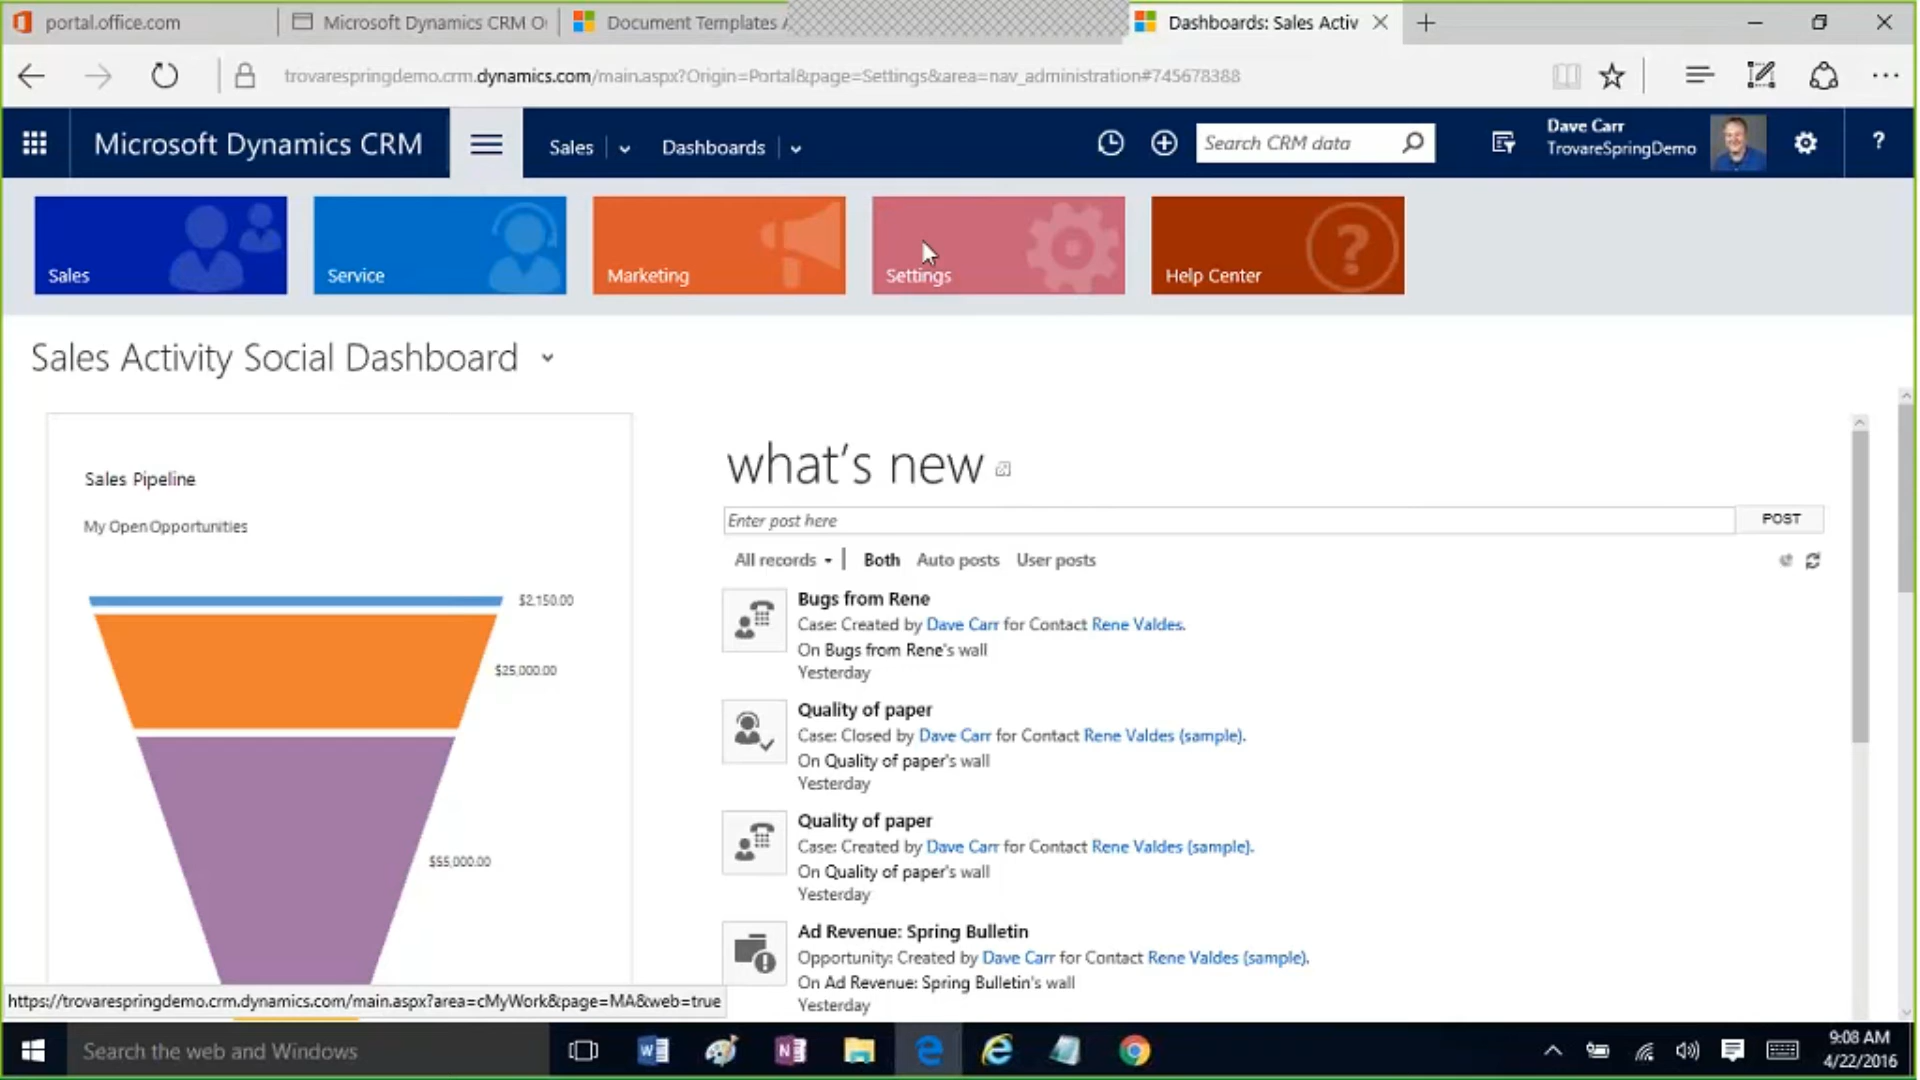 portal.office.com
Microsoft Dynamics CRM O
Document Templates
Dashboards: Sales Activ
trovarespringdemo.crm.dynamics.com/main.aspx?Origin=Portal&page=Settings&area=nav_administration#745678388
Microsoft Dynamics CRM
Sales
Dashboards
Search CRM data
Dave Carr
TrovareSpringDemo
?
Sales
Service
Marketing
Settings
Help Center
Sales Activity Social Dashboard
Sales Pipeline
My Open Opportunities
$2,150.00
$25,000.00
$55,000.00
what's new
Enter post here
POST
All records
Both
Auto posts
User posts
Bugs from Rene
Case: Created by Dave Carr for Contact Rene Valdes.
On Bugs from Rene's wall
Yesterday
Quality of paper
Case: Closed by Dave Carr for Contact Rene Valdes (sample).
On Quality of paper's wall
Yesterday
Quality of paper
Case: Created by Dave Carr for Contact Rene Valdes (sample).
On Quality of paper's wall
Yesterday
Ad Revenue: Spring Bulletin
Opportunity: Created by Dave Carr for Contact Rene Valdes (sample).
On Ad Revenue: Spring Bulletin's wall
Yesterday
https://trovarespringdemo.crm.dynamics.com/main.aspx?area=cMyWork&page=MA&web=true
Search the web and Windows
9:08 AM
4/22/2016